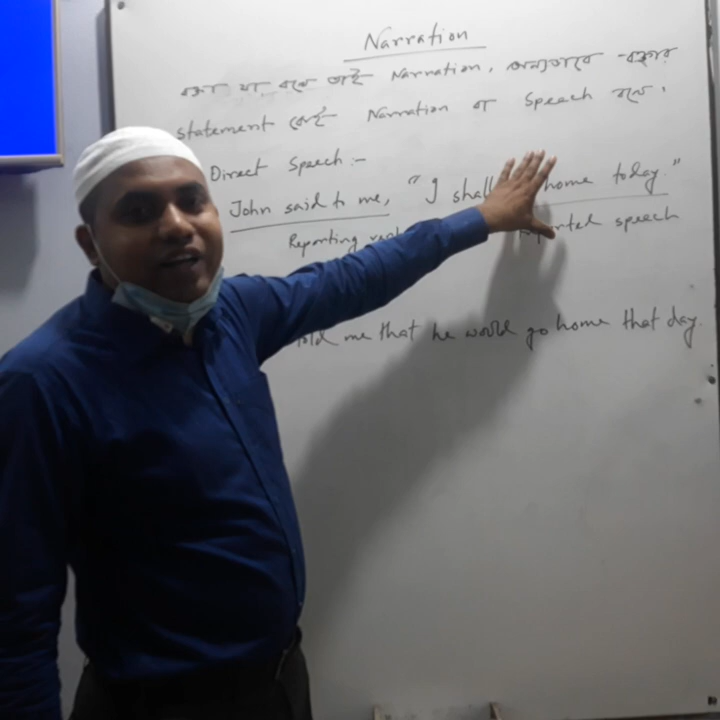 Narration
বক্তা যা বলে তাই Narration, অন্যভাবে বক্তার
statement কেই Narration বা Speech বলে।
Direct Speech :-
John said to me, "I shall home today."
Reporting speech
told me that he would go home that day.